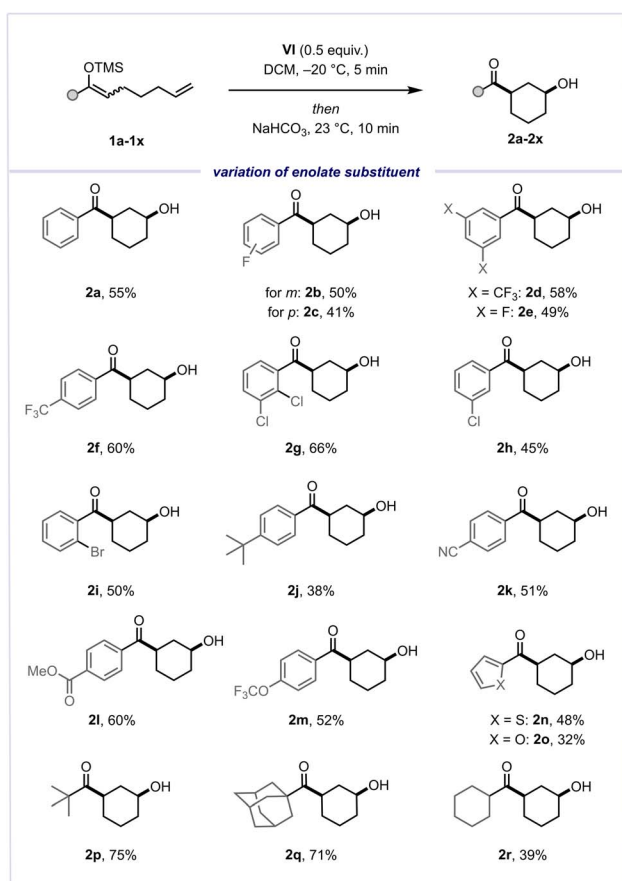 OTMS
1a-1x
VI (0.5 equiv.)
DCM, –20 °C, 5 min
then
NaHCO₃, 23 °C, 10 min
O
OH
2a-2x
variation of enolate substituent
O
OH
2a, 55%
O
OH
F
for m: 2b, 50%
for p: 2c, 41%
O
OH
X
X
X = CF₃: 2d, 58%
X = F: 2e, 49%
O
OH
F₃C
2f, 60%
O
OH
Cl
Cl
2g, 66%
O
OH
Cl
2h, 45%
O
OH
Br
2i, 50%
O
OH
2j, 38%
O
OH
NC
2k, 51%
O
OH
MeO
O
2l, 60%
O
OH
F₃CO
2m, 52%
O
OH
X
X = S: 2n, 48%
X = O: 2o, 32%
O
OH
2p, 75%
O
OH
2q, 71%
O
OH
2r, 39%